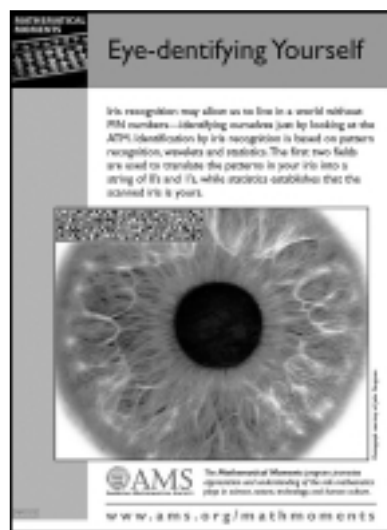 MATHEMATICAL
MOMENTS
Eye-dentifying Yourself
Iris recognition may allow us to live in a world without
PIN numbers—identifying ourselves just by looking at the
ATM. Identification by iris recognition is based on pattern
recognition, wavelets and statistics. The first two fields
are used to translate the patterns in your iris into a
string of 0's and 1's, while statistics establishes that the
scanned iris is yours.
AMS
AMERICAN MATHEMATICAL SOCIETY
The Mathematical Moments program promotes
appreciation and understanding of the role mathematics
plays in science, nature, technology, and human culture.
www.ams.org/mathmoments